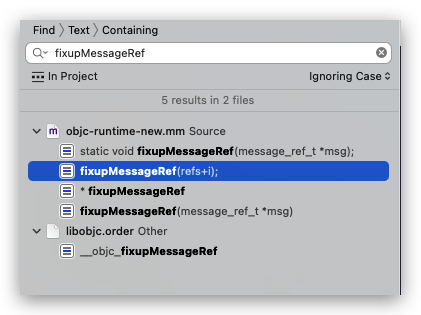 Find > Text > Containing
fixupMessageRef
In Project Ignoring Case
5 results in 2 files
m objc-runtime-new.mm Source
static void fixupMessageRef(message_ref_t *msg);
fixupMessageRef(refs+i);
* fixupMessageRef
fixupMessageRef(message_ref_t *msg)
libobjc.order Other
__objc_fixupMessageRef